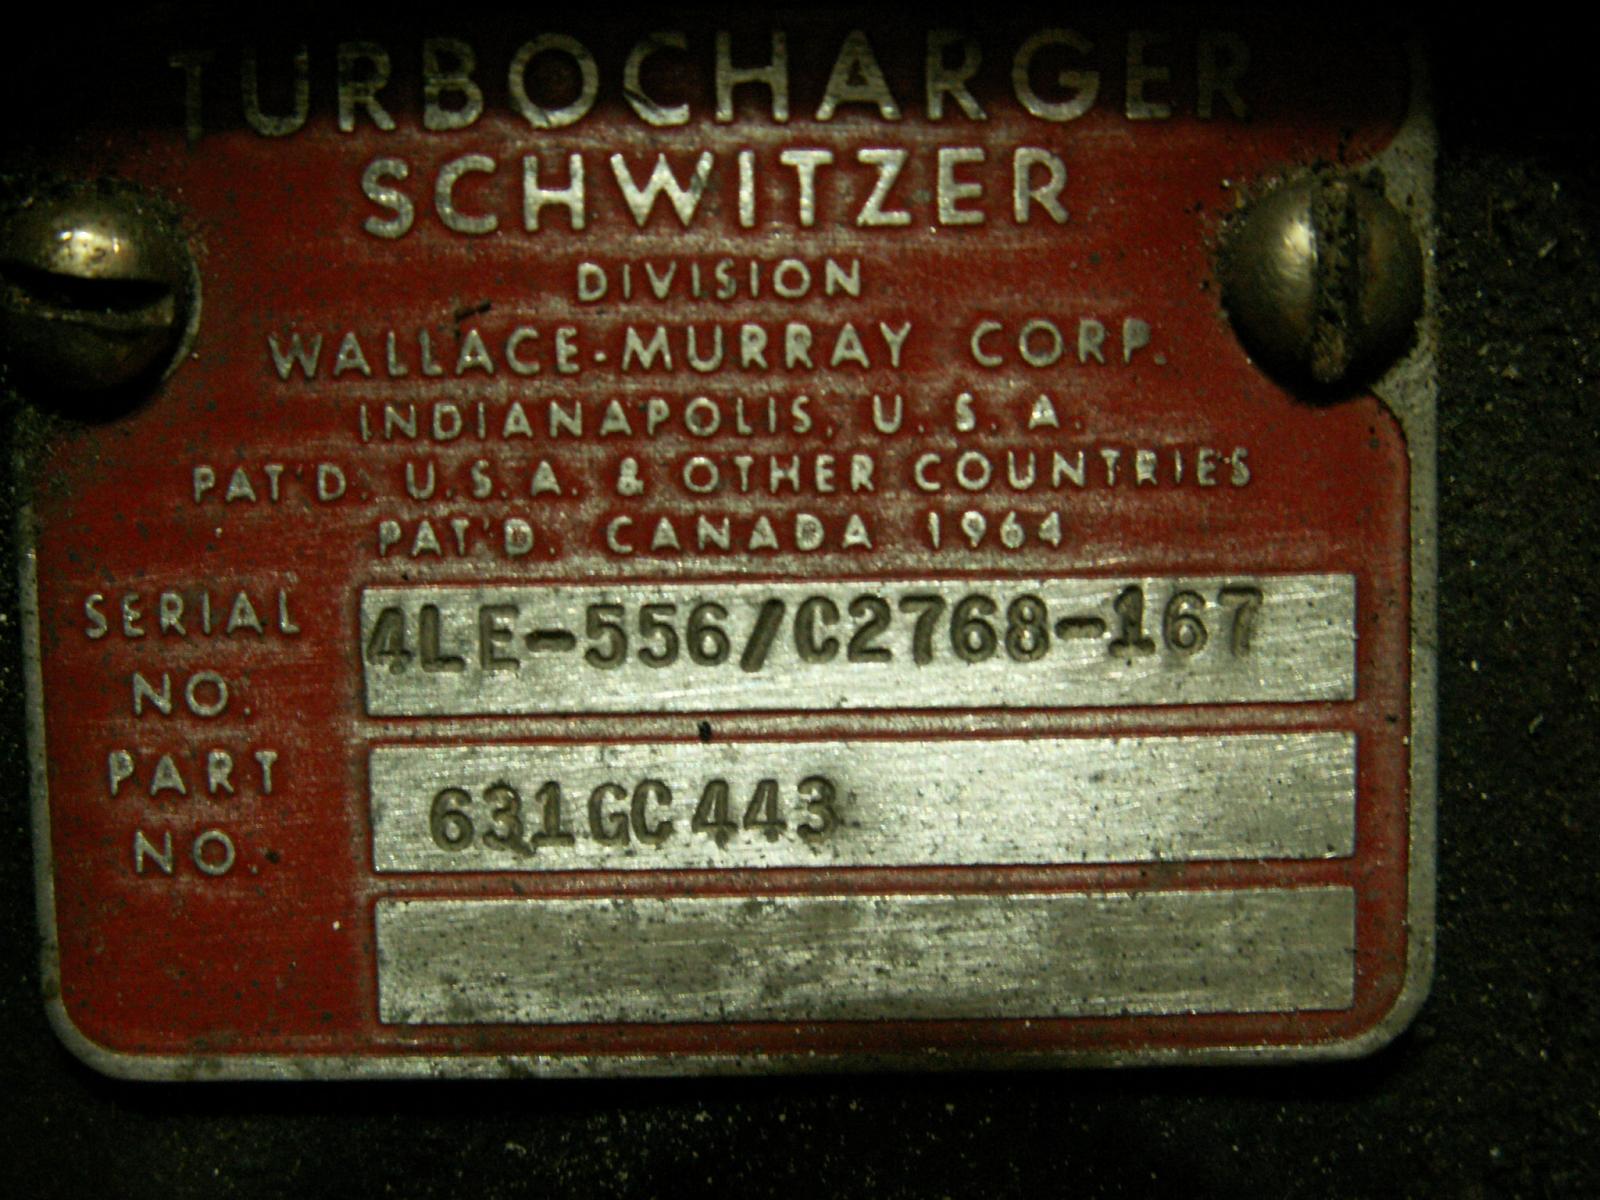 TURBOCHARGER
SCHWITZER
DIVISION
WALLACE-MURRAY CORP.
INDIANAPOLIS, U.S.A.
PAT'D. U.S.A. & OTHER COUNTRIES
PAT'D. CANADA 1964
SERIAL NO. 4LE-556/C2768-167
PART NO. 631GC443